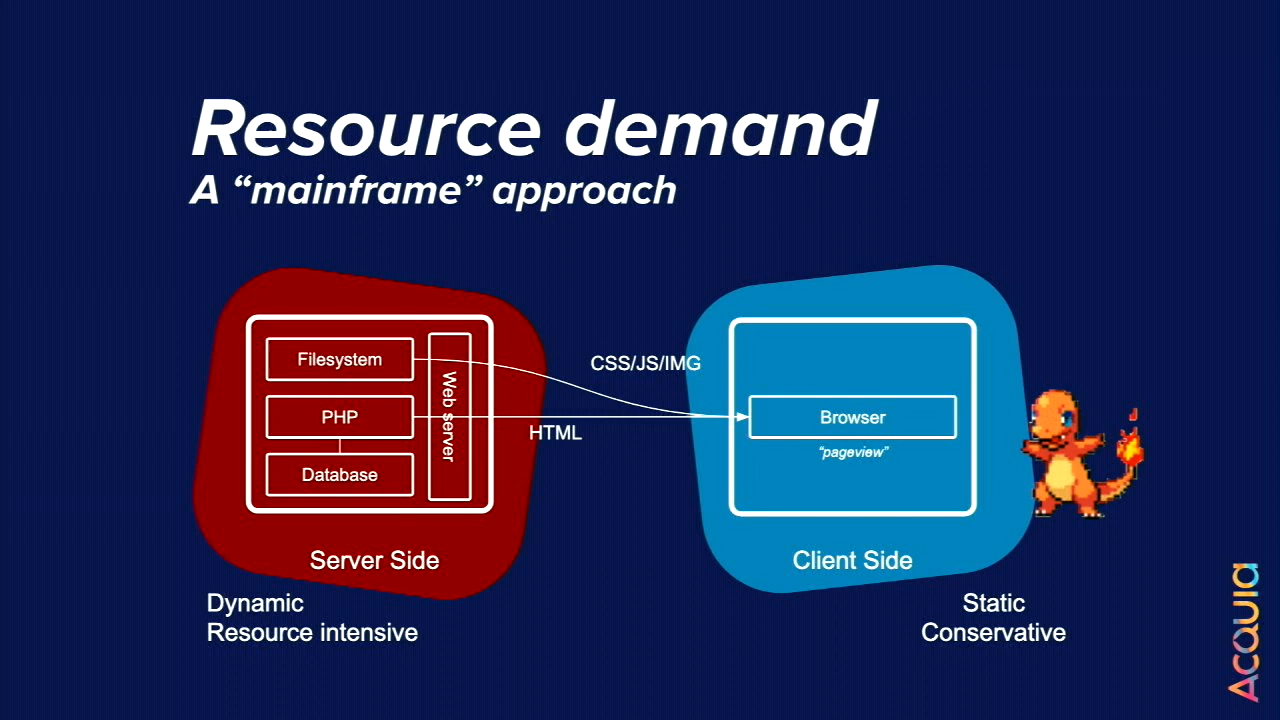 Resource demand
A “mainframe” approach
Filesystem
PHP
Database
Web server
CSS/JS/IMG
HTML
Browser
“pageview”
Server Side
Client Side
Dynamic
Resource intensive
Static
Conservative
ACQUIA